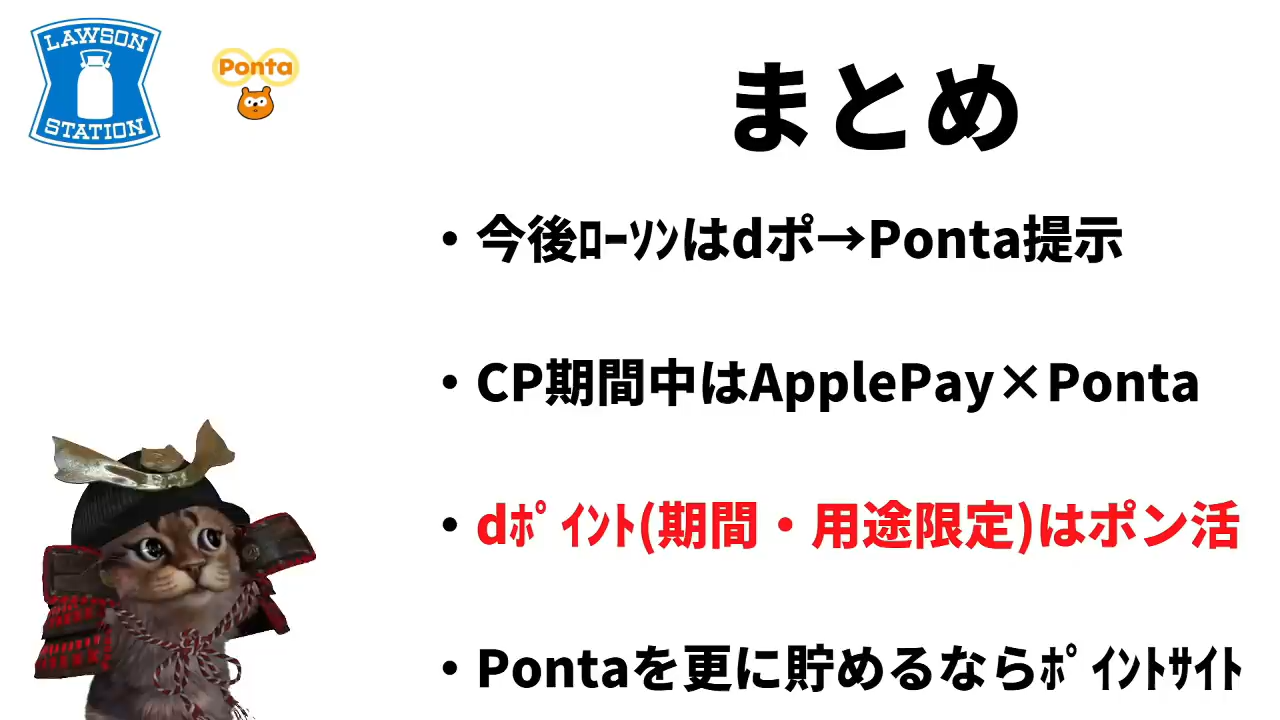 LAWSON
STATION
Ponta
まとめ
・今後ﾛｰｿﾝはdポ→Ponta提示
・CP期間中はApplePay×Ponta
・dﾎﾟｲﾝﾄ(期間・用途限定)はポン活
・Pontaを更に貯めるならﾎﾟｲﾝﾄｻｲﾄ